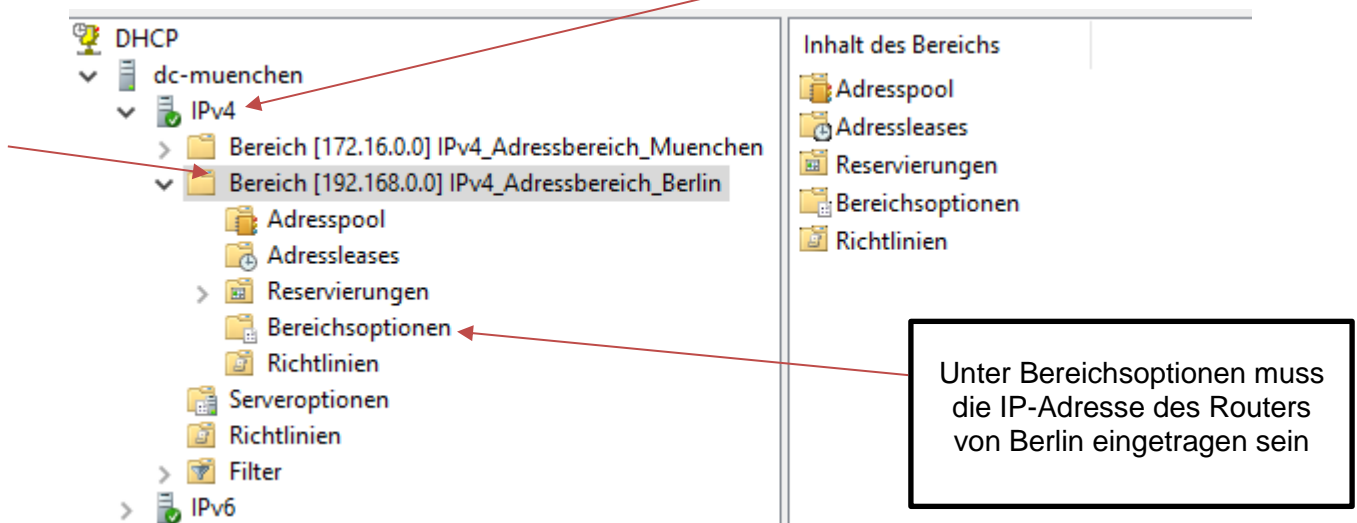 DHCP
dc-muenchen
IPv4
Bereich [172.16.0.0] IPv4_Adressbereich_Muenchen
Bereich [192.168.0.0] IPv4_Adressbereich_Berlin
Adresspool
Adressleases
Reservierungen
Bereichsoptionen
Richtlinien
Serveroptionen
Richtlinien
Filter
IPv6
Inhalt des Bereichs
Adresspool
Adressleases
Reservierungen
Bereichsoptionen
Richtlinien
Unter Bereichsoptionen muss
die IP-Adresse des Routers
von Berlin eingetragen sein